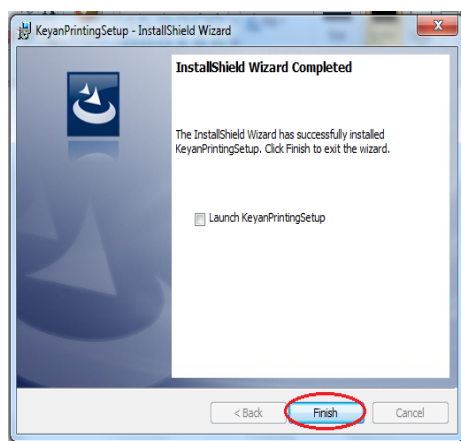 KeyanPrintingSetup - InstallShield Wizard
InstallShield Wizard Completed
The InstallShield Wizard has successfully installed
KeyanPrintingSetup. Click Finish to exit the wizard.
Launch KeyanPrintingSetup
< Back
Finish
Cancel